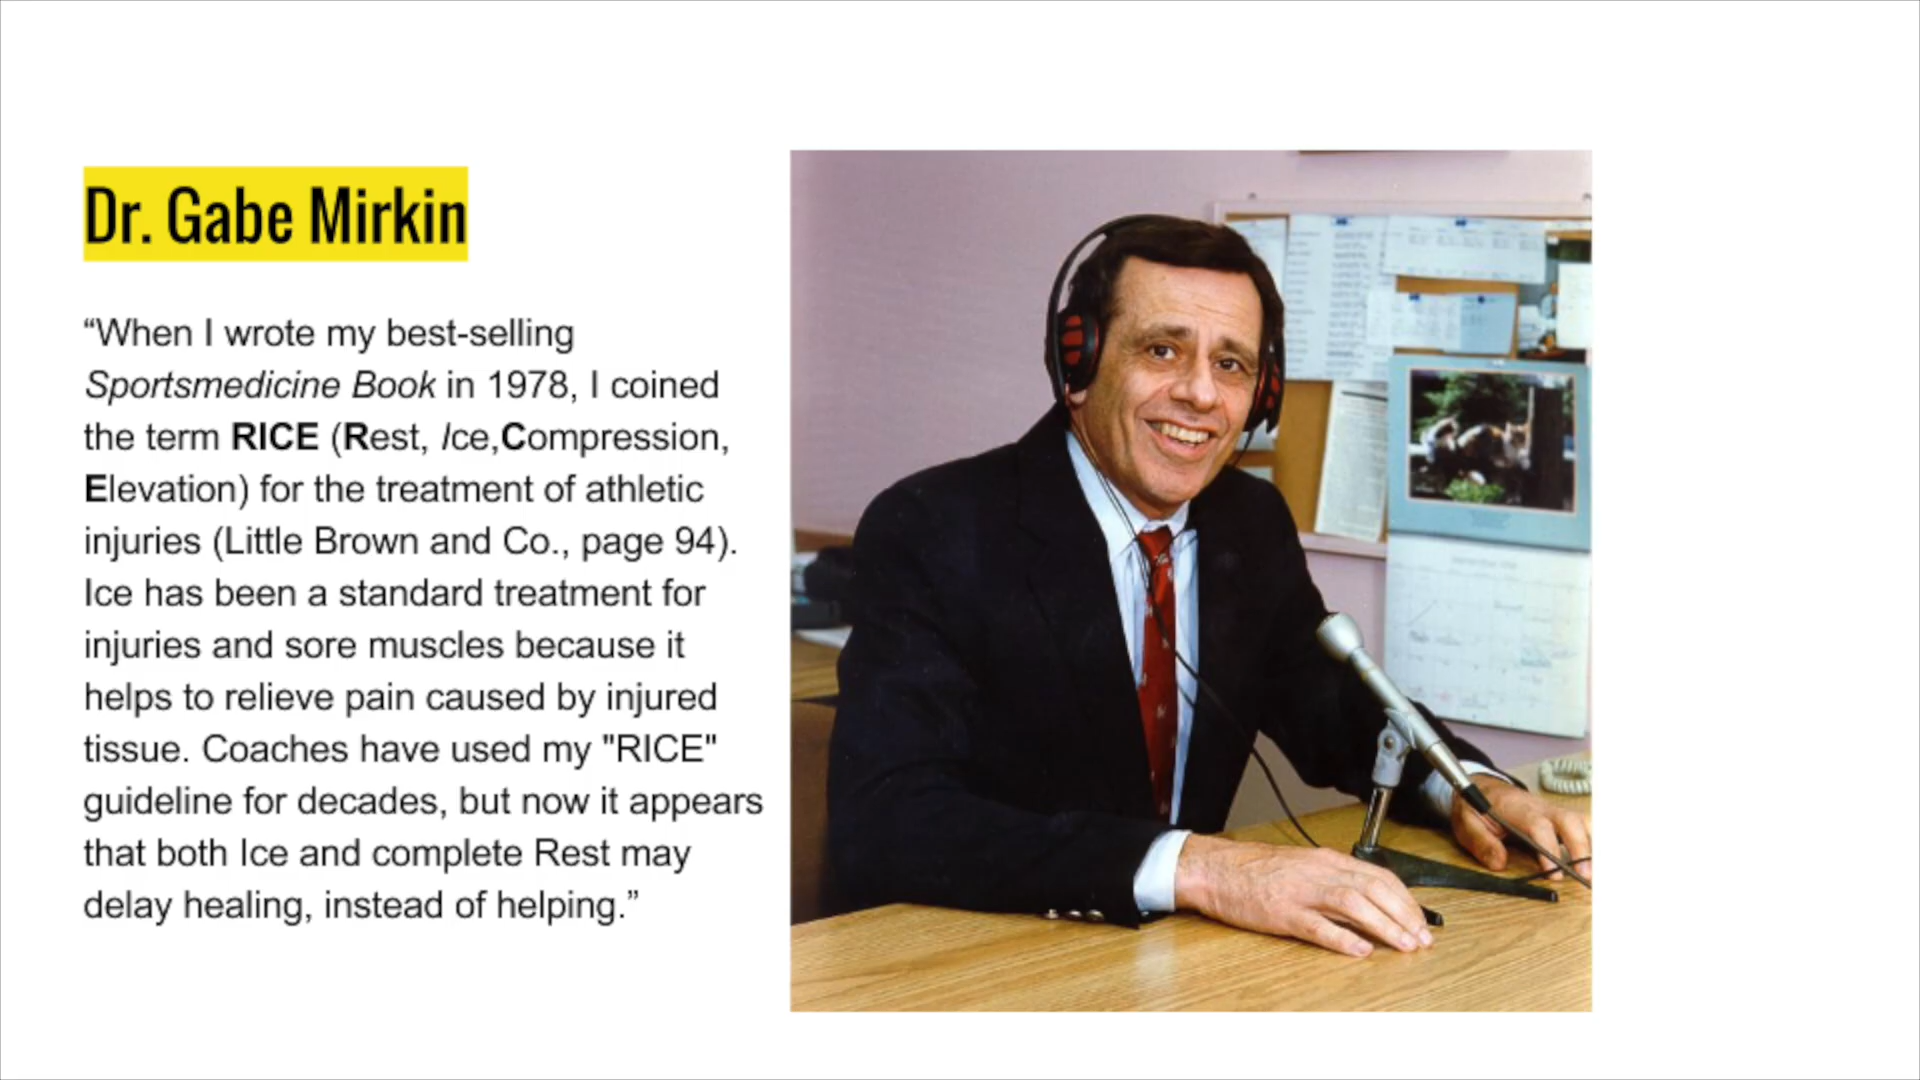 Dr. Gabe Mirkin
“When I wrote my best-selling
Sportsmedicine Book in 1978, I coined
the term RICE (Rest, Ice,Compression,
Elevation) for the treatment of athletic
injuries (Little Brown and Co., page 94).
Ice has been a standard treatment for
injuries and sore muscles because it
helps to relieve pain caused by injured
tissue. Coaches have used my "RICE"
guideline for decades, but now it appears
that both Ice and complete Rest may
delay healing, instead of helping.”